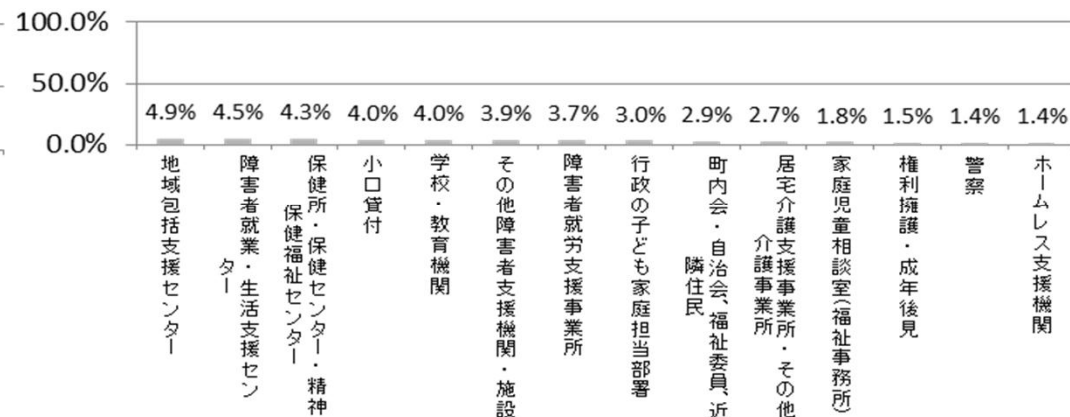 100.0%
50.0%
0.0%
4.9%
4.5%
4.3%
4.0%
4.0%
3.9%
3.7%
3.0%
2.9%
2.7%
1.8%
1.5%
1.4%
1.4%
地域包括支援センター
障害者就業・生活支援セン
ター
保健所・保健センター・精神
保健福祉センター
小口貸付
学校・教育機関
その他障害者支援機関・施設
障害者就労支援事業所
行政の子ども家庭担当部署
町内会・自治会、福祉委員、近
隣住民
居宅介護支援事業所・その他
介護事業所
家庭児童相談室(福祉事務所)
権利擁護・成年後見
警察
ホームレス支援機関